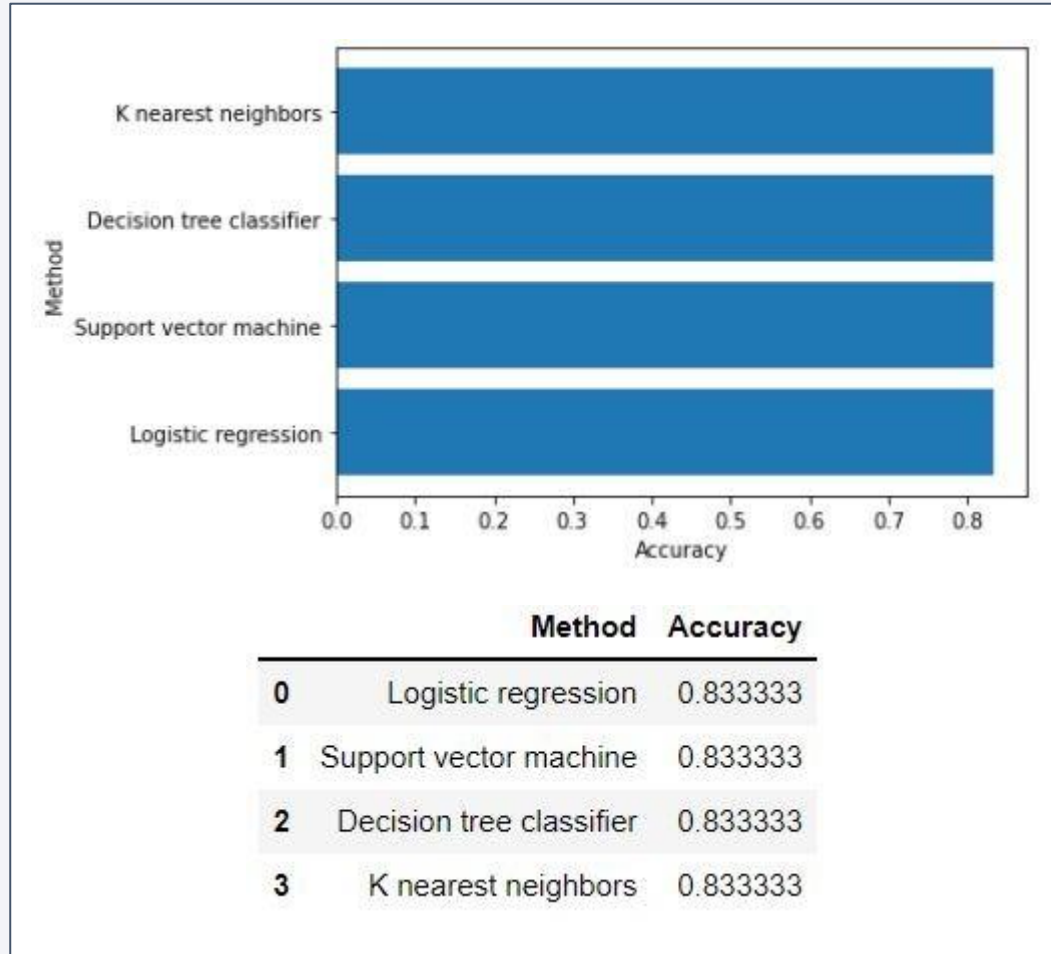 K nearest neighbors
Decision tree classifier
Method
Support vector machine
Logistic regression
0.0 0.1 0.2 0.3 0.4 0.5 0.6 0.7 0.8
Accuracy
Method Accuracy
0 Logistic regression 0.833333
1 Support vector machine 0.833333
2 Decision tree classifier 0.833333
3 K nearest neighbors 0.833333